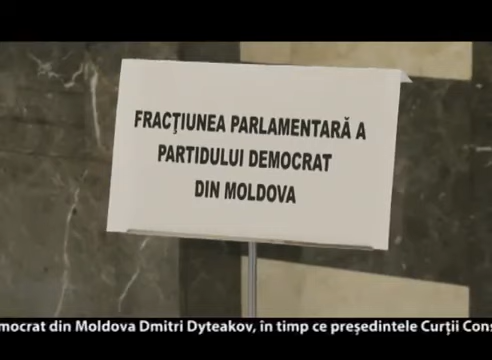 FRACŢIUNEA PARLAMENTARĂ A
PARTIDULUI DEMOCRAT
DIN MOLDOVA
mocrat din Moldova Dmitri Dyteakov, în timp ce preşedintele Curţii Cons